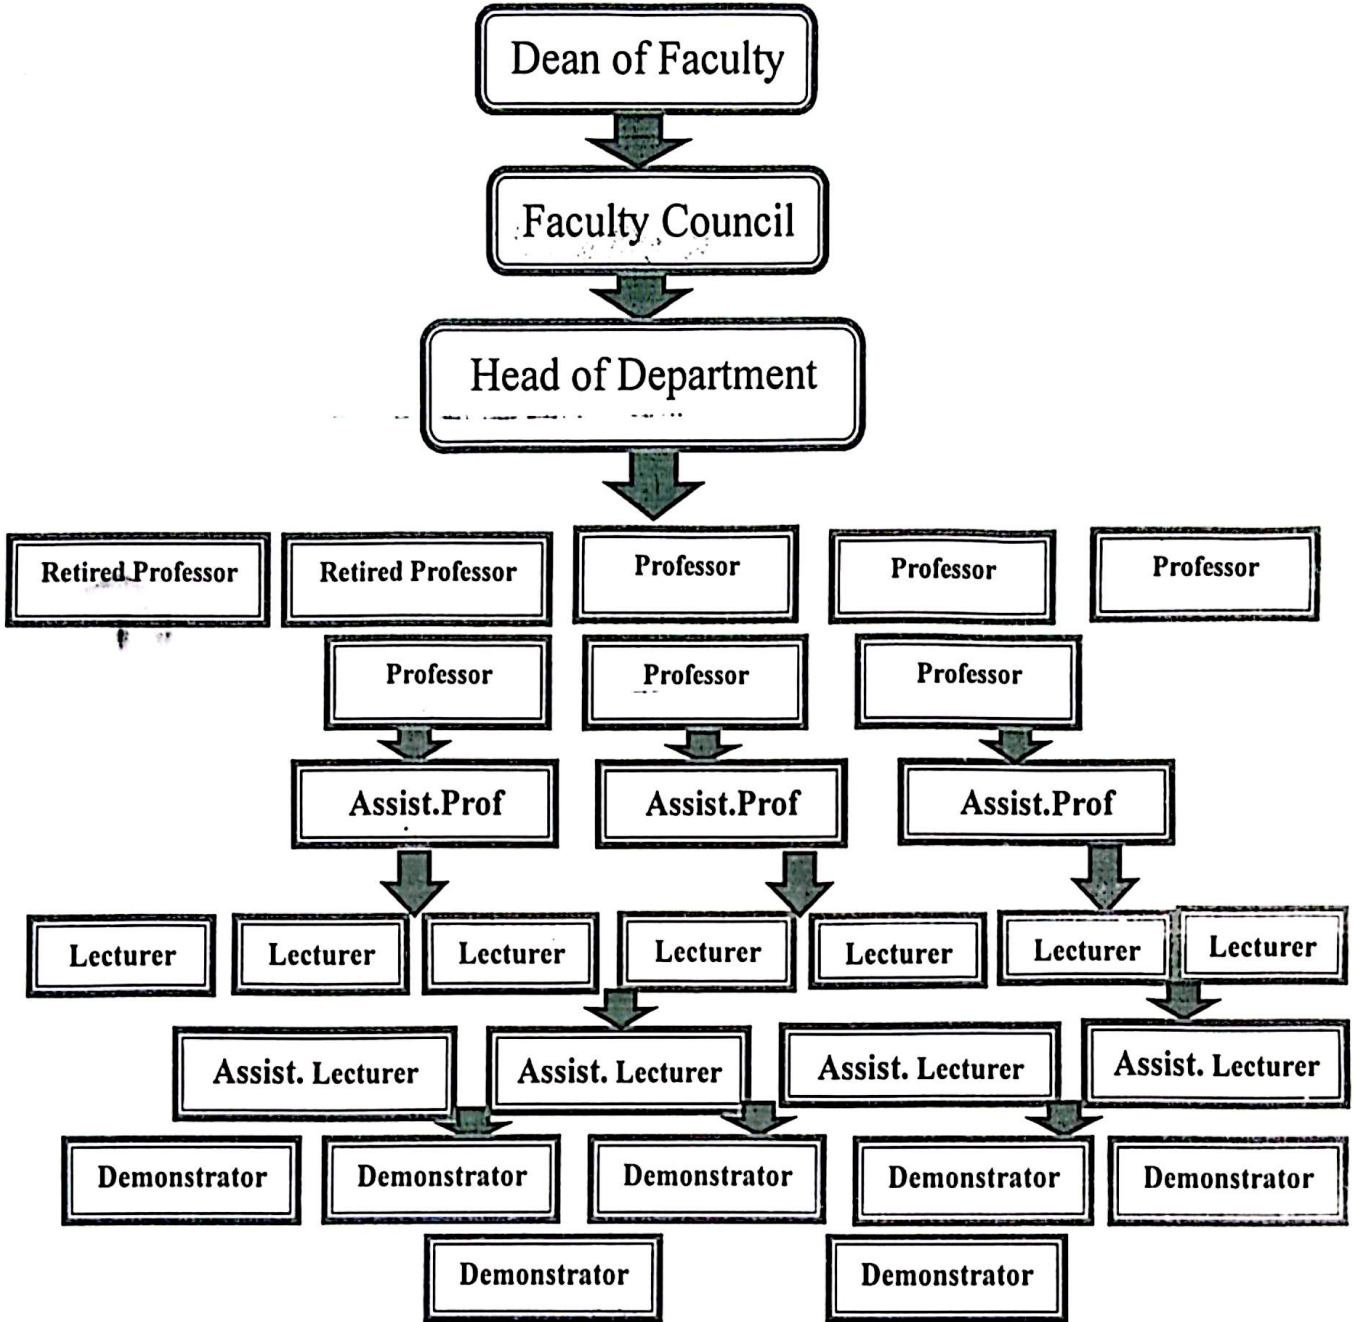 Dean of Faculty
Faculty Council
Head of Department
Retired Professor
Retired Professor
Professor
Professor
Professor
Professor
Professor
Professor
Assist.Prof
Assist.Prof
Assist.Prof
Lecturer
Lecturer
Lecturer
Lecturer
Lecturer
Lecturer
Lecturer
Assist. Lecturer
Assist. Lecturer
Assist. Lecturer
Assist. Lecturer
Demonstrator
Demonstrator
Demonstrator
Demonstrator
Demonstrator
Demonstrator
Demonstrator